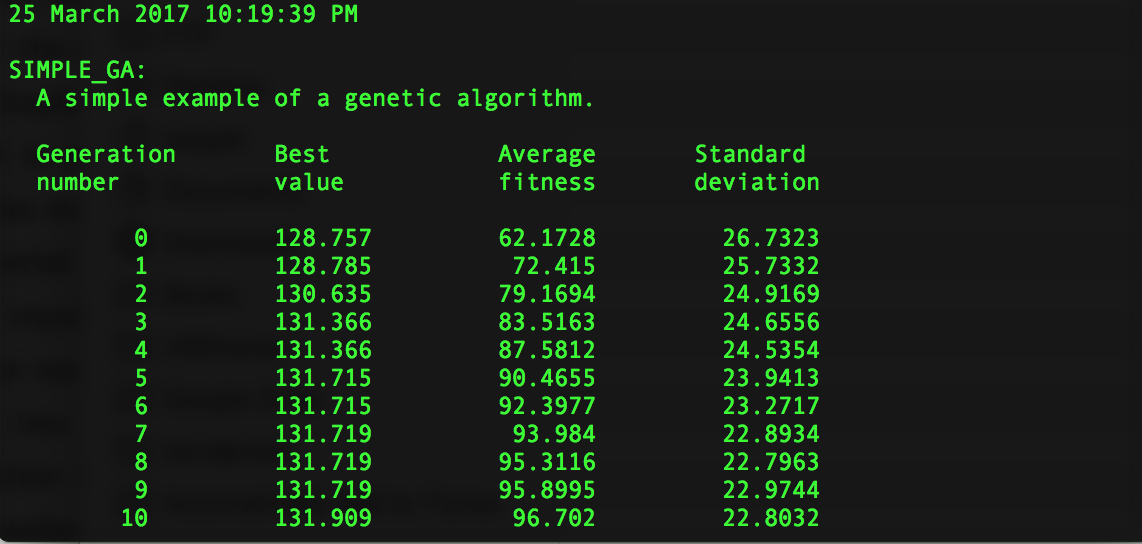 25 March 2017 10:19:39 PM
SIMPLE_GA:
A simple example of a genetic algorithm.
Generation Best Average Standard
number value fitness deviation
0 128.757 62.1728 26.7323
1 128.785 72.415 25.7332
2 130.635 79.1694 24.9169
3 131.366 83.5163 24.6556
4 131.366 87.5812 24.5354
5 131.715 90.4655 23.9413
6 131.715 92.3977 23.2717
7 131.719 93.984 22.8934
8 131.719 95.3116 22.7963
9 131.719 95.8995 22.9744
10 131.909 96.702 22.8032